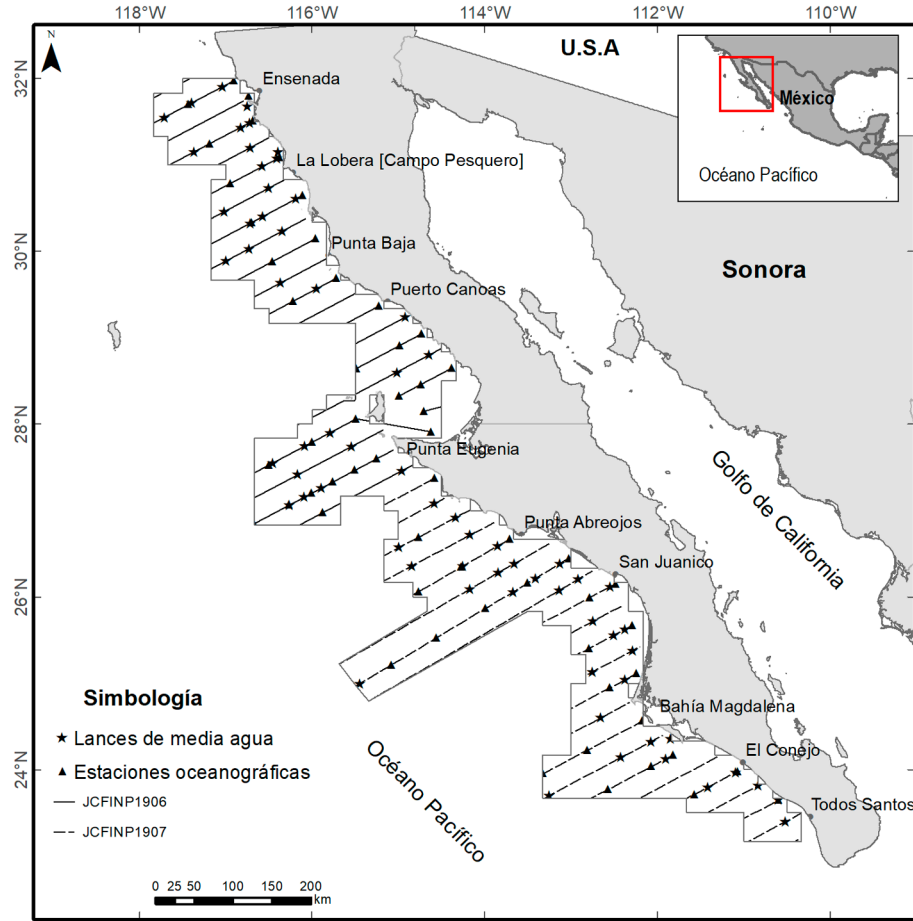 118°W
116°W
114°W
112°W
110°W
N
U.S.A
México
Océano Pacífico
32°N
30°N
28°N
26°N
24°N
Ensenada
La Lobera [Campo Pesquero]
Punta Baja
Sonora
Puerto Canoas
Punta Eugenia
Golfo de California
Punta Abreojos
San Juanico
Bahía Magdalena
El Conejo
Todos Santos
Océano Pacífico
Simbología
Lances de media agua
Estaciones oceanográficas
JCFINP1906
JCFINP1907
0 25 50 100 150 200
km